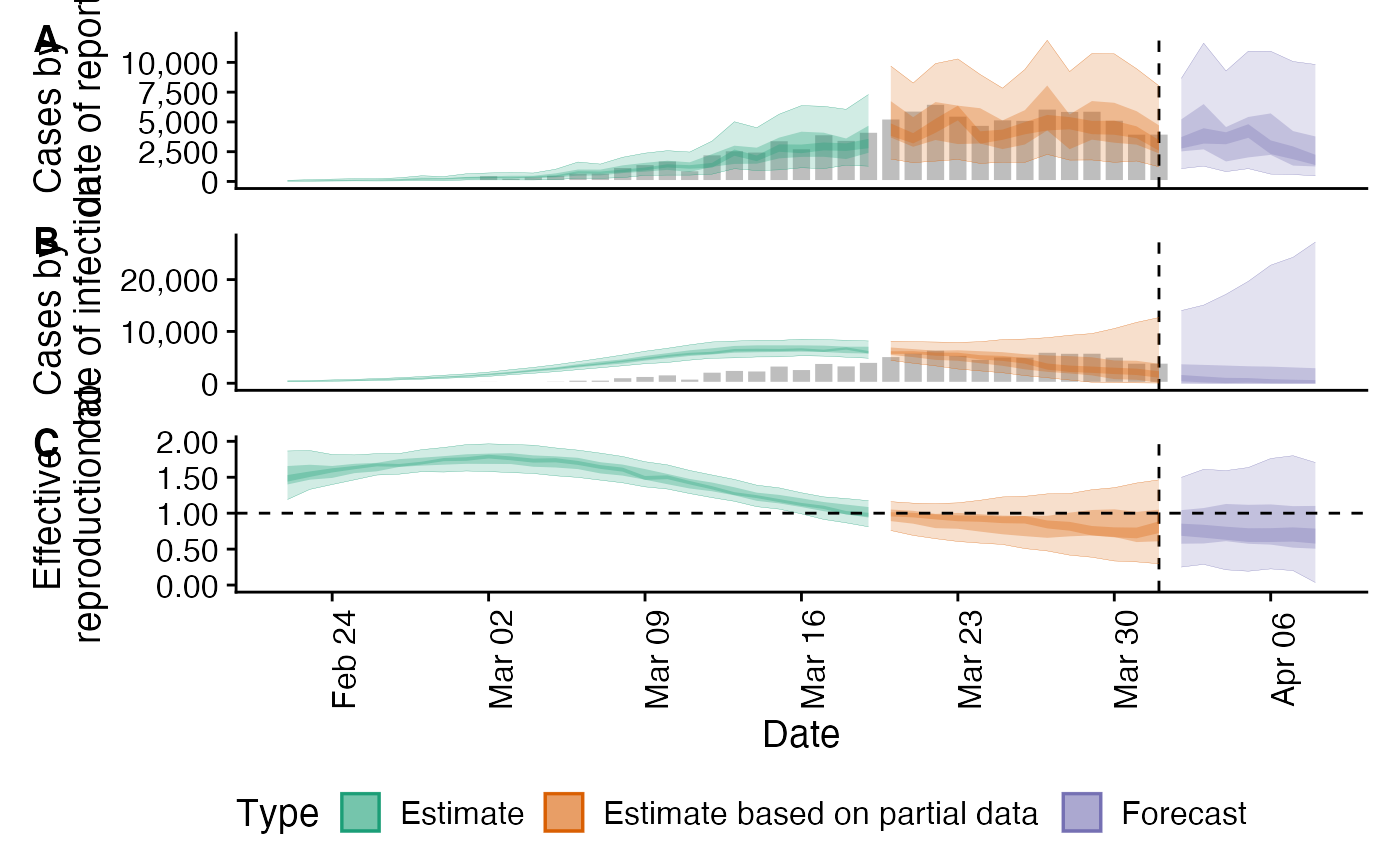 A
Cases by
date of report
10,000
7,500
5,000
2,500
0
B
Cases by
date of infection
20,000
10,000
0
C
Effective
reproduction no.
2.00
1.50
1.00
0.50
0.00
Feb 24
Mar 02
Mar 09
Mar 16
Mar 23
Mar 30
Apr 06
Date
Type
Estimate
Estimate based on partial data
Forecast